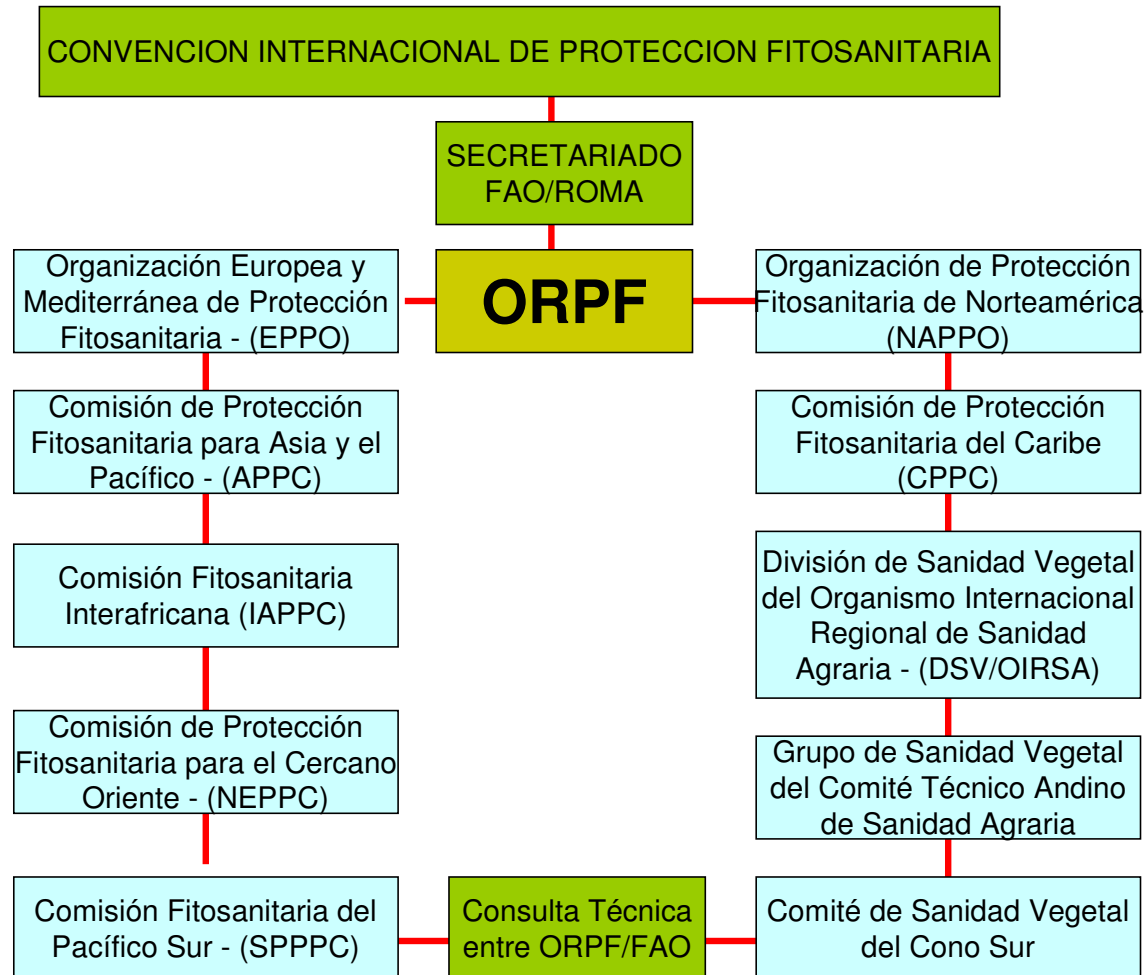 CONVENCION INTERNACIONAL DE PROTECCION FITOSANITARIA
SECRETARIADO
FAO/ROMA
ORPF
Organización Europea y
Mediterránea de Protección
Fitosanitaria - (EPPO)
Comisión de Protección
Fitosanitaria para Asia y el
Pacífico - (APPC)
Comisión Fitosanitaria
Interafricana (IAPPC)
Comisión de Protección
Fitosanitaria para el Cercano
Oriente - (NEPPC)
Comisión Fitosanitaria del
Pacífico Sur - (SPPPC)
Consulta Técnica
entre ORPF/FAO
Organización de Protección
Fitosanitaria de Norteamérica
(NAPPO)
Comisión de Protección
Fitosanitaria del Caribe
(CPPC)
División de Sanidad Vegetal
del Organismo Internacional
Regional de Sanidad
Agraria - (DSV/OIRSA)
Grupo de Sanidad Vegetal
del Comité Técnico Andino
de Sanidad Agraria
Comité de Sanidad Vegetal
del Cono Sur